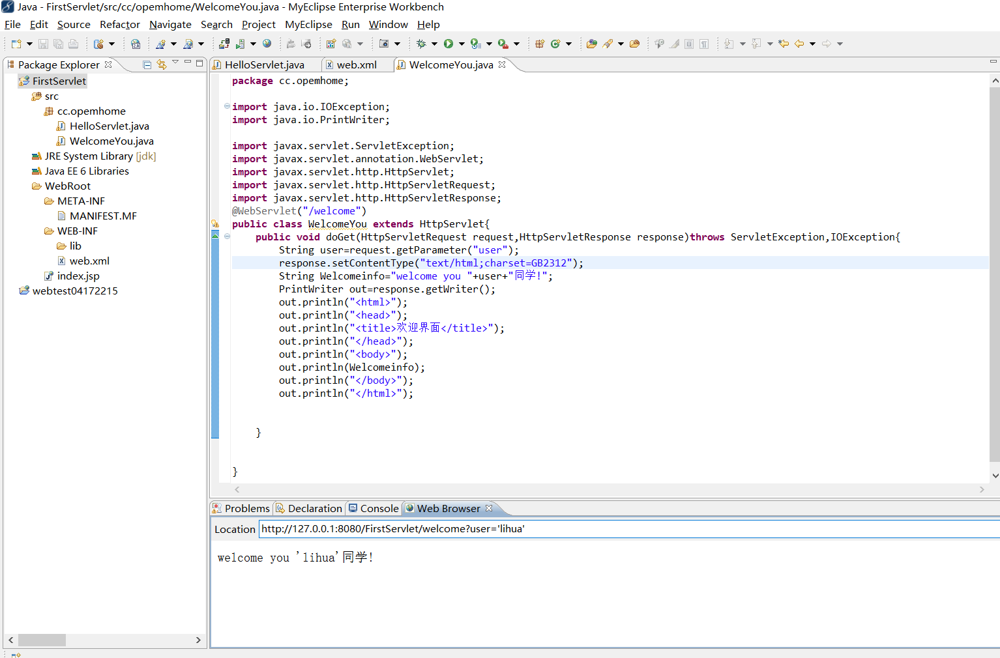 Java - FirstServlet/src/cc/opemhome/WelcomeYou.java - MyEclipse Enterprise Workbench
File Edit Source Refactor Navigate Search Project MyEclipse Run Window Help
Package Explorer
FirstServlet
src
cc.opemhome
HelloServlet.java
WelcomeYou.java
JRE System Library [jdk]
Java EE 6 Libraries
WebRoot
META-INF
MANIFEST.MF
WEB-INF
lib
web.xml
index.jsp
webtest04172215
HelloServlet.java web.xml WelcomeYou.java
package cc.opemhome;
import java.io.IOException;
import java.io.PrintWriter;
import javax.servlet.ServletException;
import javax.servlet.annotation.WebServlet;
import javax.servlet.http.HttpServlet;
import javax.servlet.http.HttpServletRequest;
import javax.servlet.http.HttpServletResponse;
@WebServlet("/welcome")
public class WelcomeYou extends HttpServlet{
public void doGet(HttpServletRequest request,HttpServletResponse response)throws ServletException,IOException{
String user=request.getParameter("user");
response.setContentType("text/html;charset=GB2312");
String Welcomeinfo="welcome you "+user+"同学!";
PrintWriter out=response.getWriter();
out.println("<html>");
out.println("<head>");
out.println("<title>欢迎界面</title>");
out.println("</head>");
out.println("<body>");
out.println(Welcomeinfo);
out.println("</body>");
out.println("</html>");
}
}
Problems Declaration Console Web Browser
Location http://127.0.0.1:8080/FirstServlet/welcome?user='lihua'
welcome you 'lihua'同学!